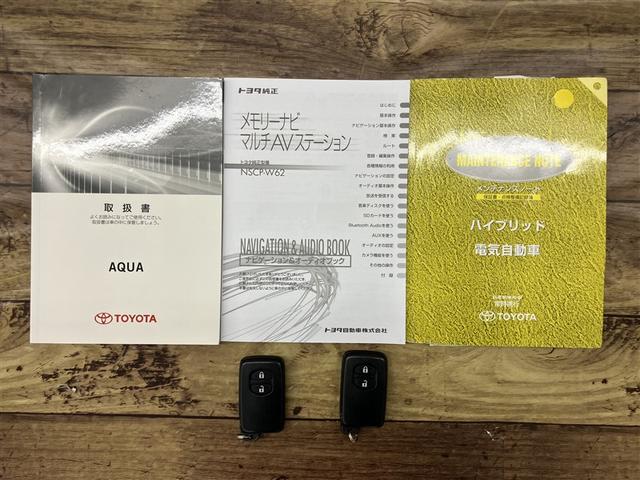 取扱書
よくお読みになってご使用ください。
取扱書は車の中に保管しましょう。
AQUA
TOYOTA
トヨタ純正
メモリーナビ
マルチAVステーション
トヨタ純正型番
NSCP-W62
NAVIGATION & AUDIO BOOK
ナビゲーション&オーディオブック
トヨタ自動車株式会社
はじめに
基本操作
ナビゲーション基本操作
検索
ルート
登録・編集操作
各種情報の利用
ナビゲーションの設定
オーディオ基本操作
放送を受信する
音楽ディスクを使う
SDカードを使う
Bluetooth Audioを使う
AUXを使う
オーディオの設定
カメラ機能を使う
その他の操作
付録
MAINTENANCE NOTE
メンテナンスノート
ハイブリッド
電気自動車
TOYOTA